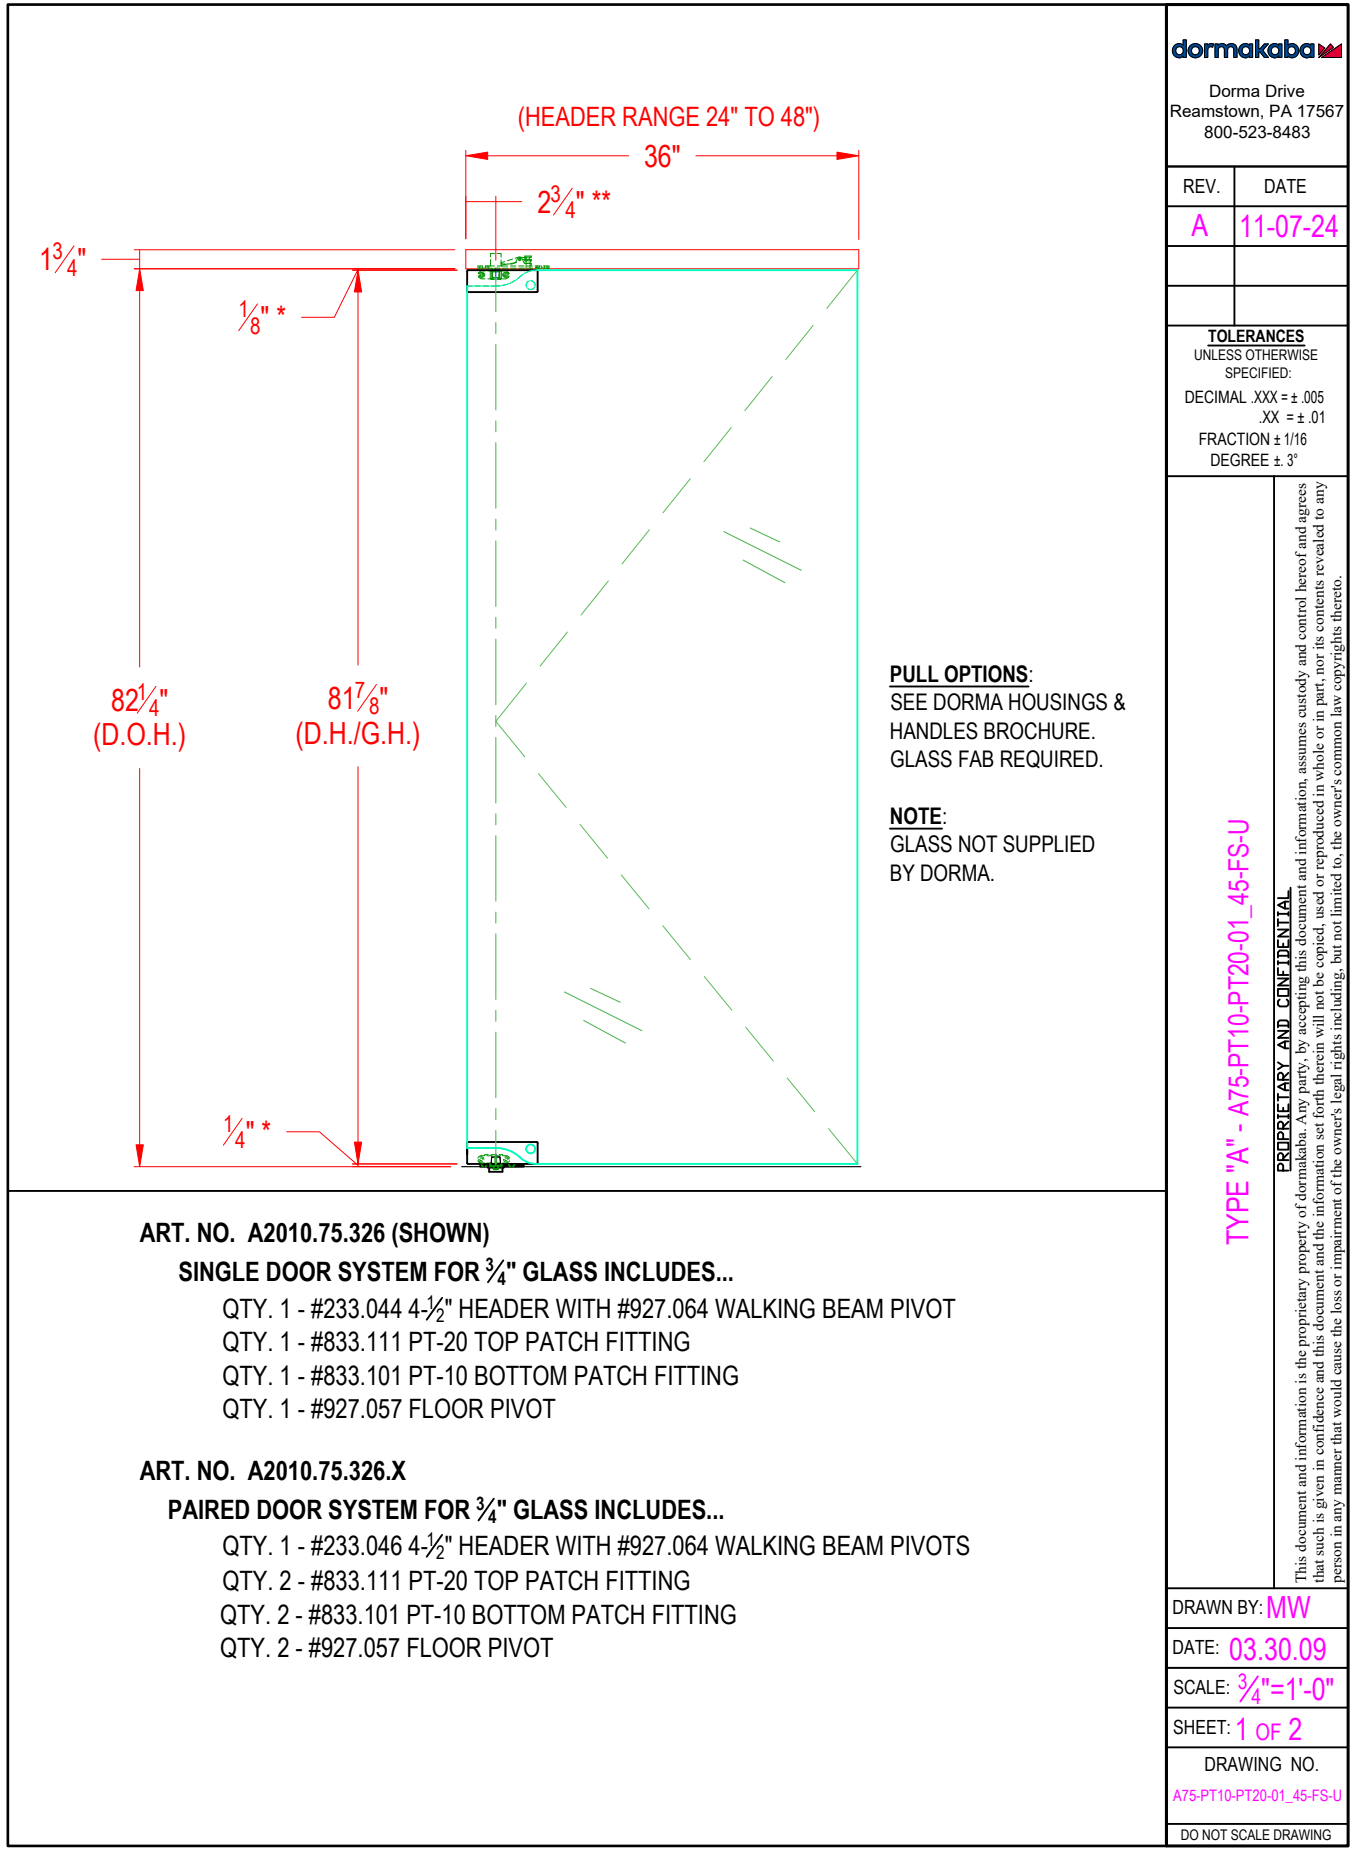 (HEADER RANGE 24" TO 48")
36"
2 3/4" **
1 3/4"
1/8" *
82 1/4"
(D.O.H.)
81 7/8"
(D.H./G.H.)
1/4" *
PULL OPTIONS:
SEE DORMA HOUSINGS &
HANDLES BROCHURE.
GLASS FAB REQUIRED.
NOTE:
GLASS NOT SUPPLIED
BY DORMA.
ART. NO. A2010.75.326 (SHOWN)
SINGLE DOOR SYSTEM FOR 3/4" GLASS INCLUDES...
QTY. 1 - #233.044 4-1/2" HEADER WITH #927.064 WALKING BEAM PIVOT
QTY. 1 - #833.111 PT-20 TOP PATCH FITTING
QTY. 1 - #833.101 PT-10 BOTTOM PATCH FITTING
QTY. 1 - #927.057 FLOOR PIVOT
ART. NO. A2010.75.326.X
PAIRED DOOR SYSTEM FOR 3/4" GLASS INCLUDES...
QTY. 1 - #233.046 4-1/2" HEADER WITH #927.064 WALKING BEAM PIVOTS
QTY. 2 - #833.111 PT-20 TOP PATCH FITTING
QTY. 2 - #833.101 PT-10 BOTTOM PATCH FITTING
QTY. 2 - #927.057 FLOOR PIVOT
dormakaba
Dorma Drive
Reamstown, PA 17567
800-523-8483
REV. DATE
A 11-07-24
TOLERANCES
UNLESS OTHERWISE
SPECIFIED:
DECIMAL .XXX = ± .005
.XX = ± .01
FRACTION ± 1/16
DEGREE ±. 3°
TYPE "A" - A75-PT10-PT20-01_45-FS-U
PROPRIETARY AND CONFIDENTIAL
This document and information is the proprietary property of dormakaba. Any party, by accepting this document and information, assumes custody and control hereof and agrees
that such is given in confidence and this document and the information set forth therein will not be copied, used or reproduced in whole or in part, nor its contents revealed to any
person in any manner that would cause the loss or impairment of the owner's legal rights including, but not limited to, the owner's common law copyrights thereto.
DRAWN BY: MW
DATE: 03.30.09
SCALE: 3/4"=1'-0"
SHEET: 1 OF 2
DRAWING NO.
A75-PT10-PT20-01_45-FS-U
DO NOT SCALE DRAWING